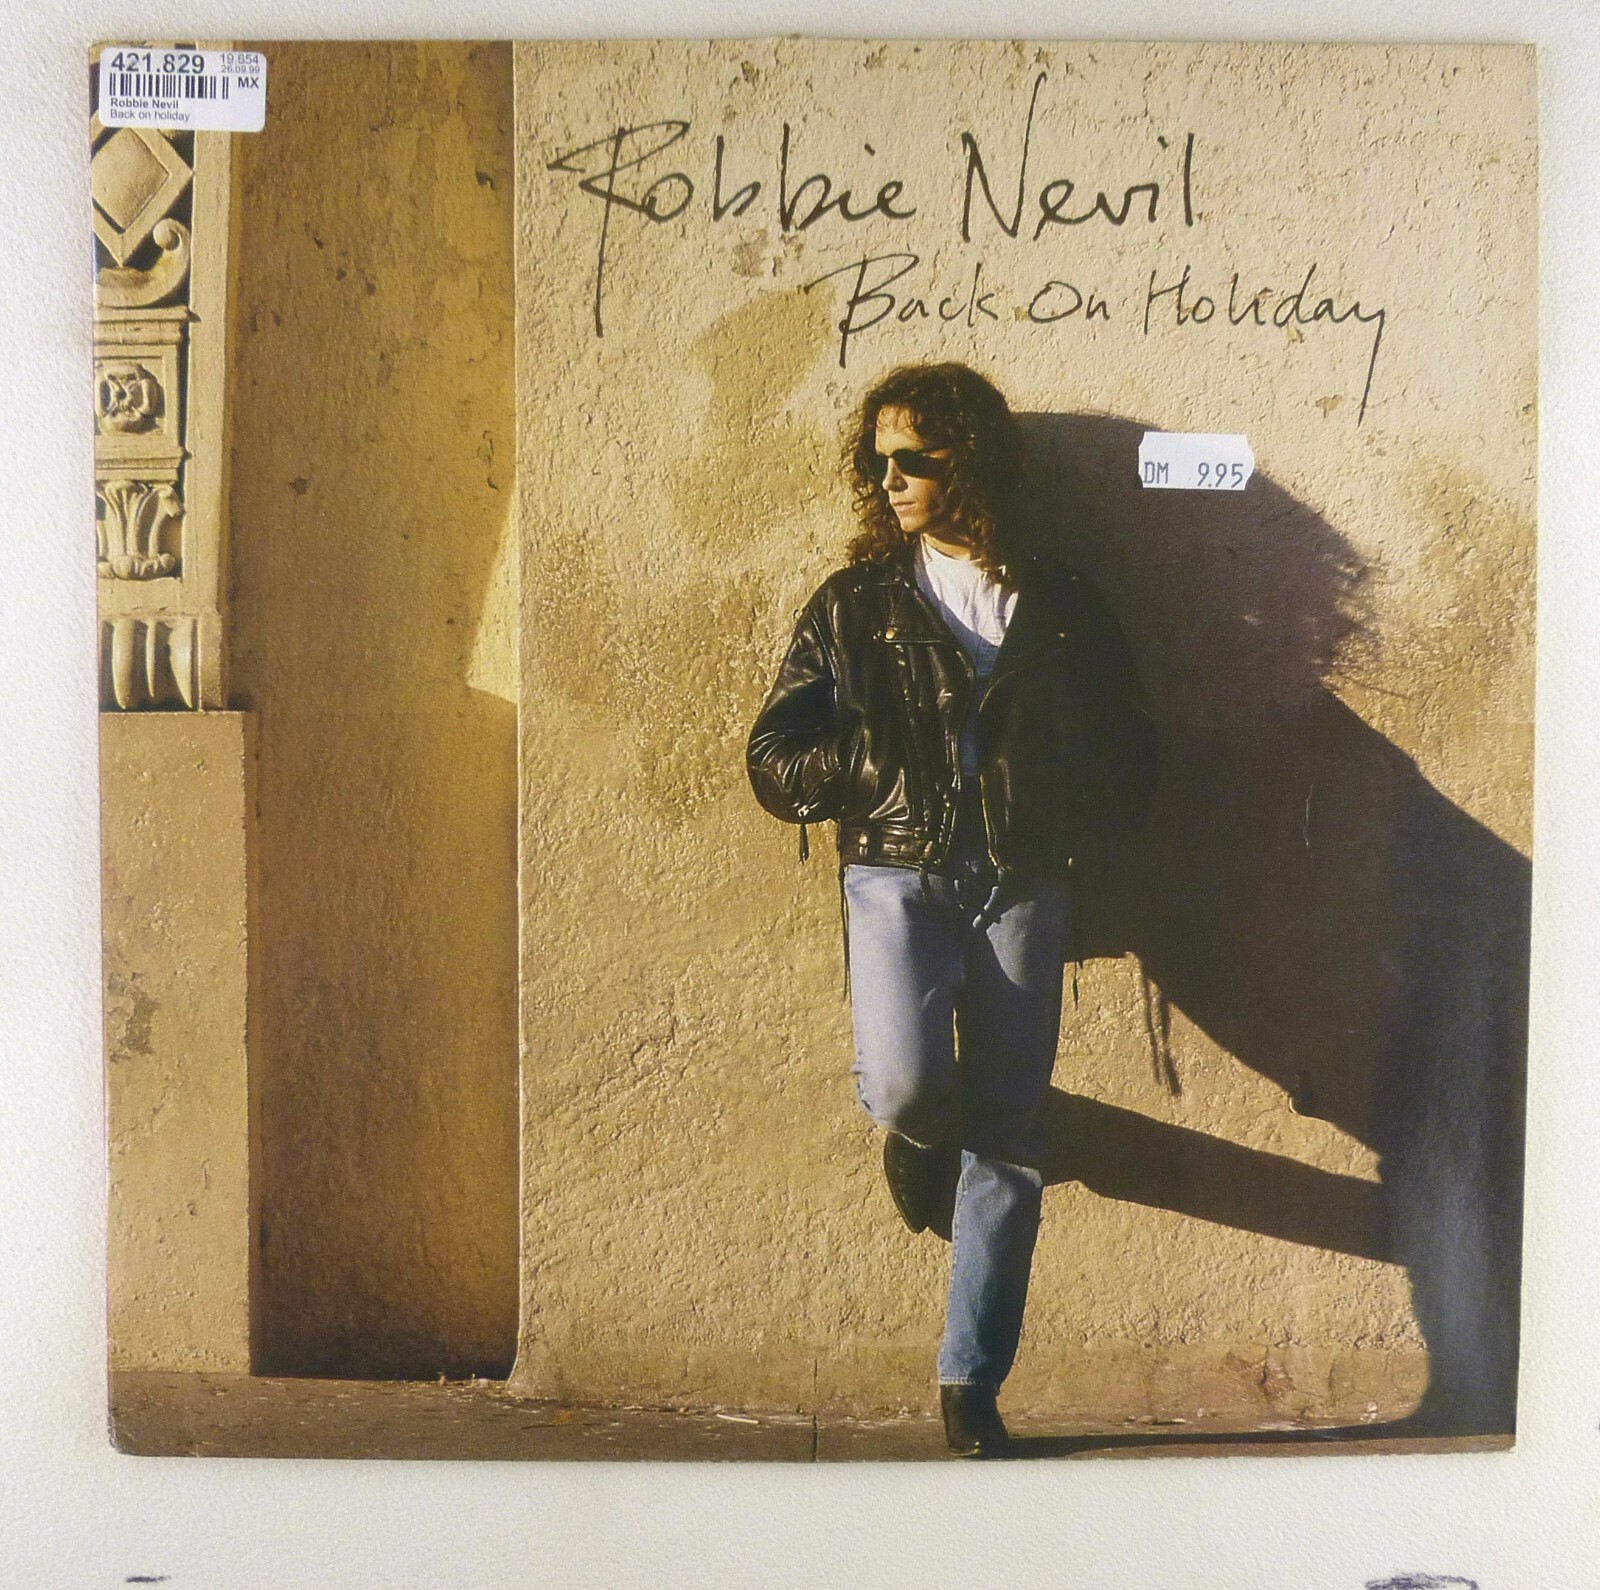 421.829
19.654
26.09.99
MX
Robbie Nevil
Back on holiday
Robbie Nevil
Back On Holiday
DM 9.95